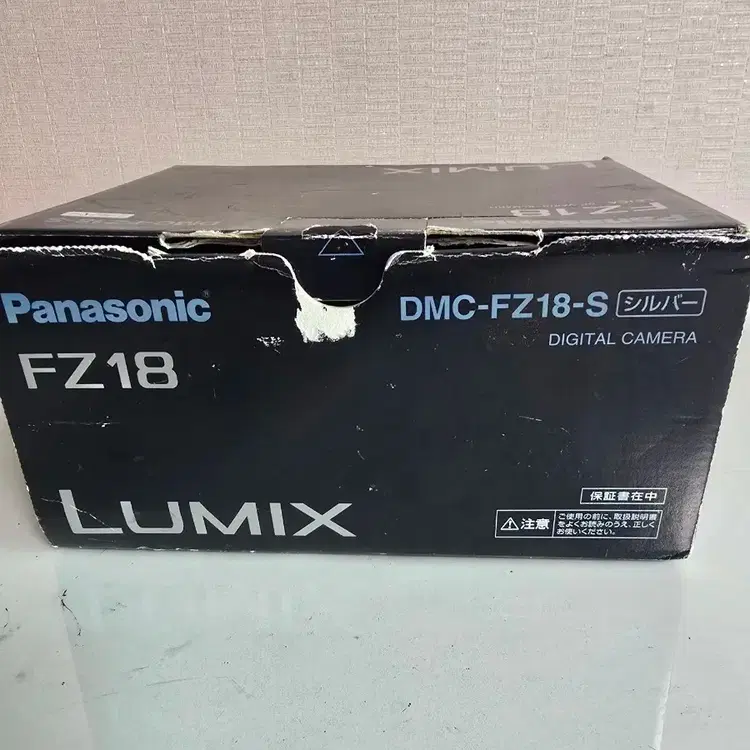 LUMIX
FZ18
Panasonic
DMC-FZ18-S シルバー
DIGITAL CAMERA
FZ18
LUMIX
保証書在中
注意
ご使用の前に、取扱説明書
をよくお読みのうえ、正しく
お使いください。